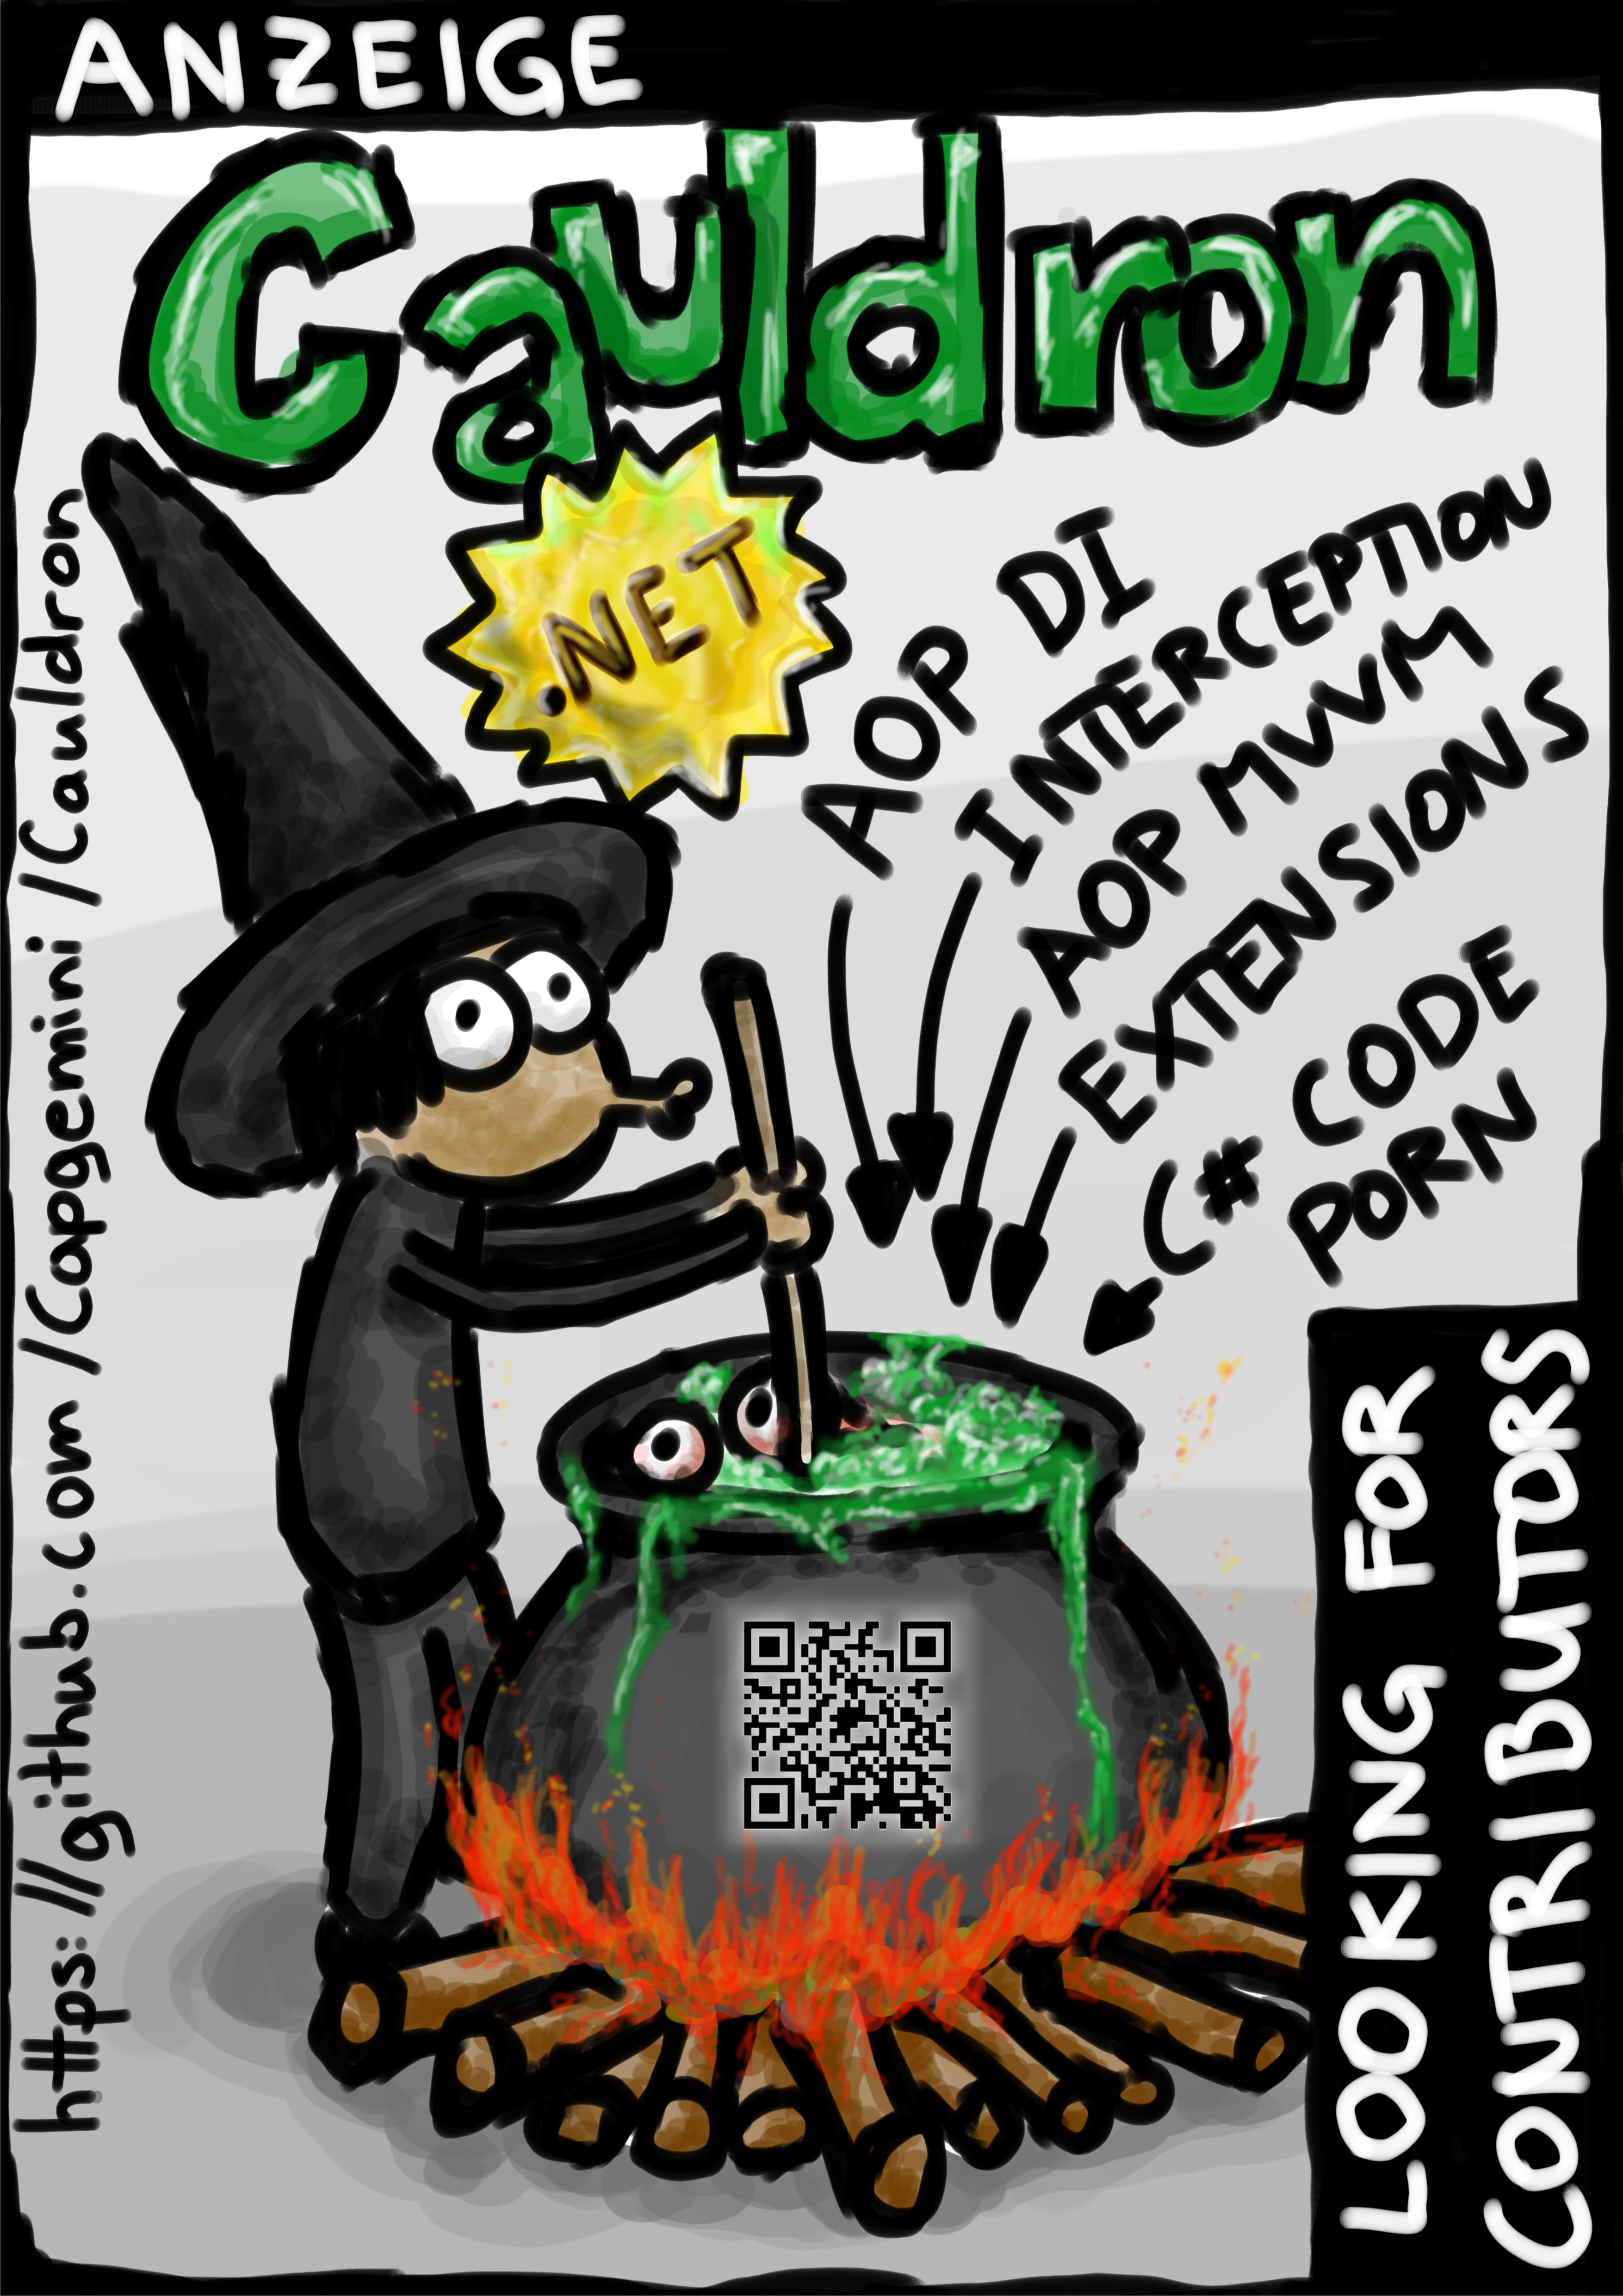 ANZEIGE
Cauldron
.NET
AOP DI
INTERCEPTION
AOP MVVM
EXTENSIONS
C# CODE
PORN
https://github.com/Capgemini/Cauldron
LOOKING FOR
CONTRIBUTORS